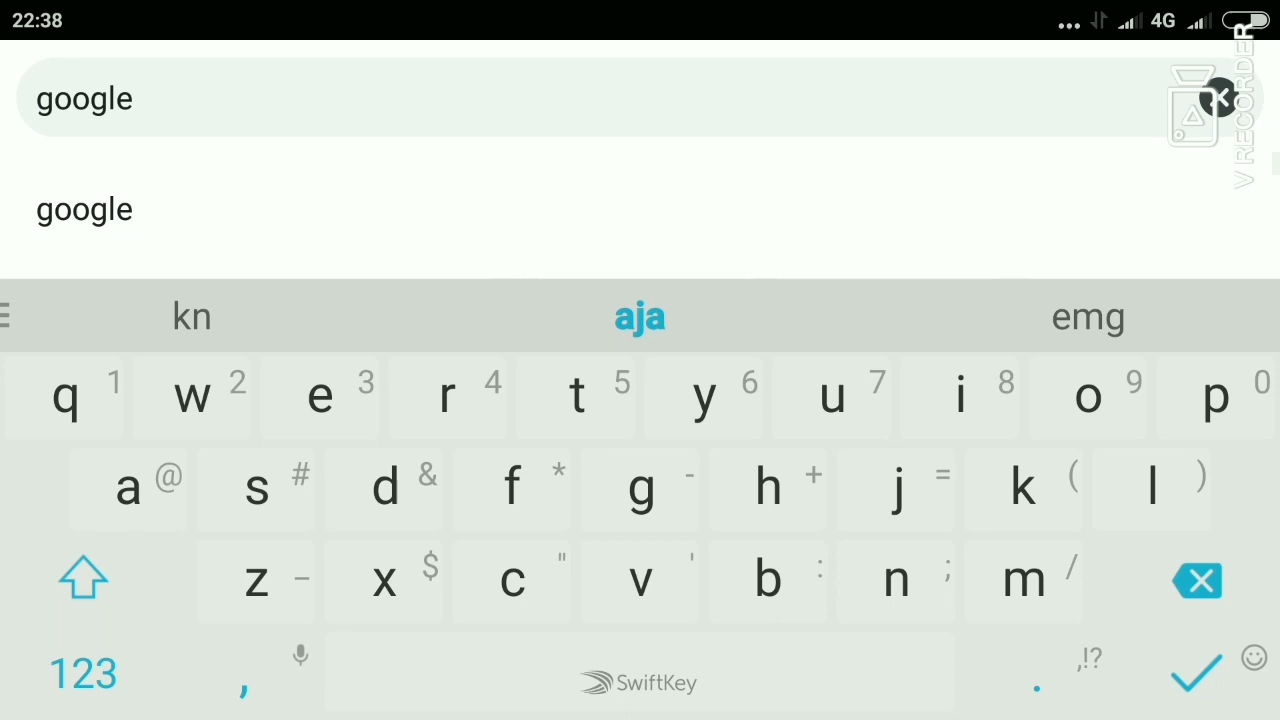 22:38 ... 4G
google
V RECORDER
google
kn aja emg
q 1 w 2 e 3 r 4 t 5 y 6 u 7 i 8 o 9 p 0
a @ s # d & f * g - h + j = k ( l )
z _ x $ c " v ' b : n ; m /
123 , SwiftKey . ,!?